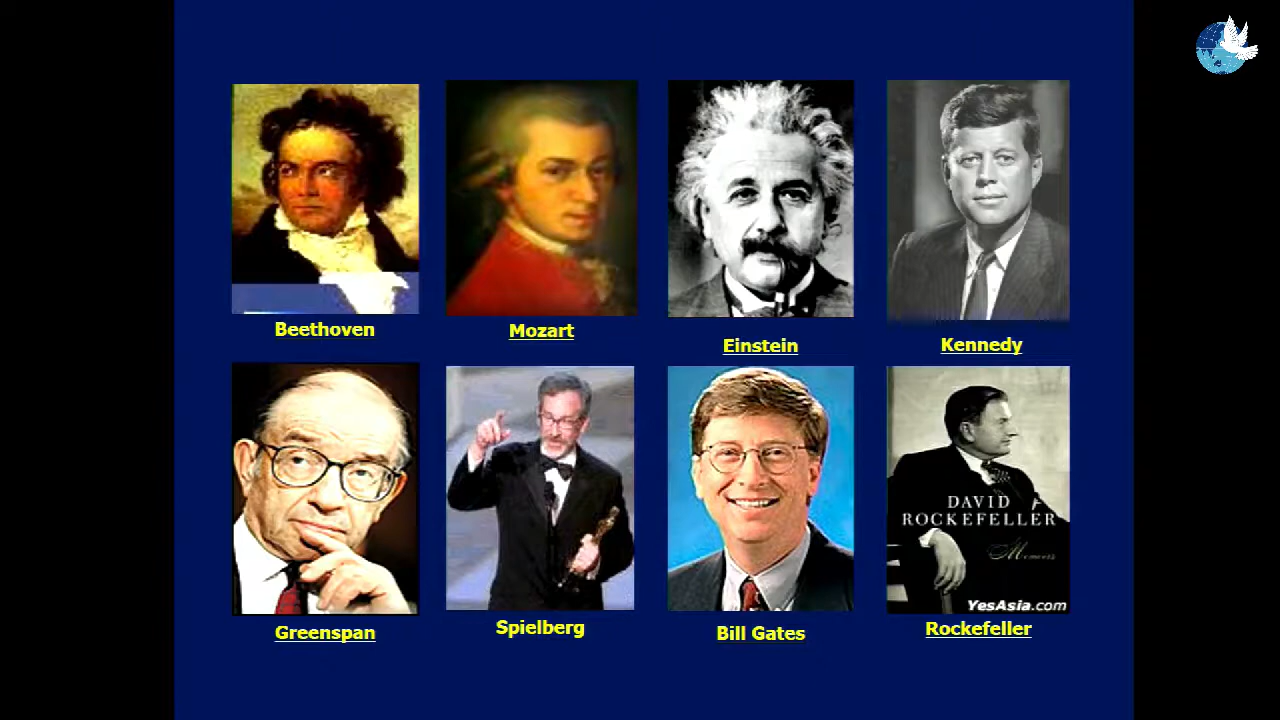 Beethoven
Mozart
Einstein
Kennedy
DAVID
ROCKEFELLER
Memoirs
YesAsia.com
Greenspan
Spielberg
Bill Gates
Rockefeller